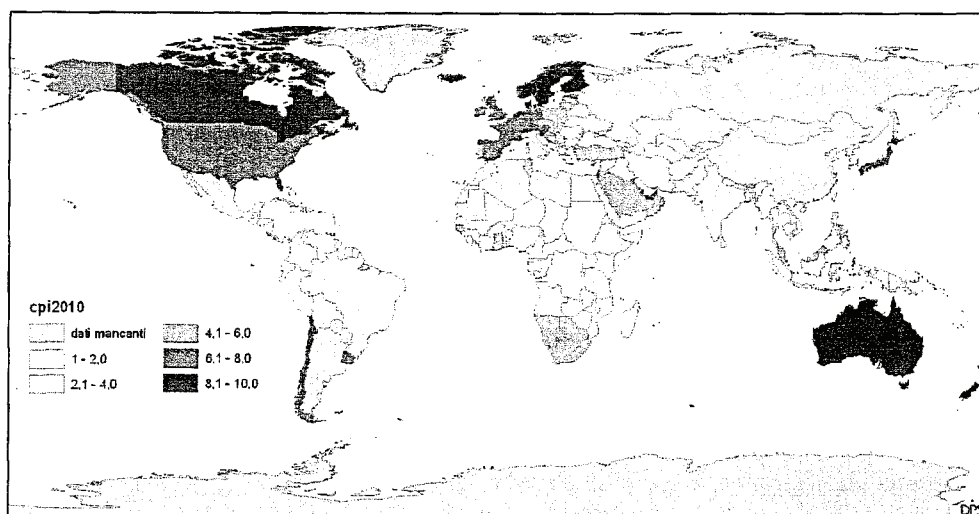 cpi2010
dati mancanti
1 - 2,0
2,1 - 4,0
4,1 - 6,0
6,1 - 8,0
8,1 - 10,0
Di